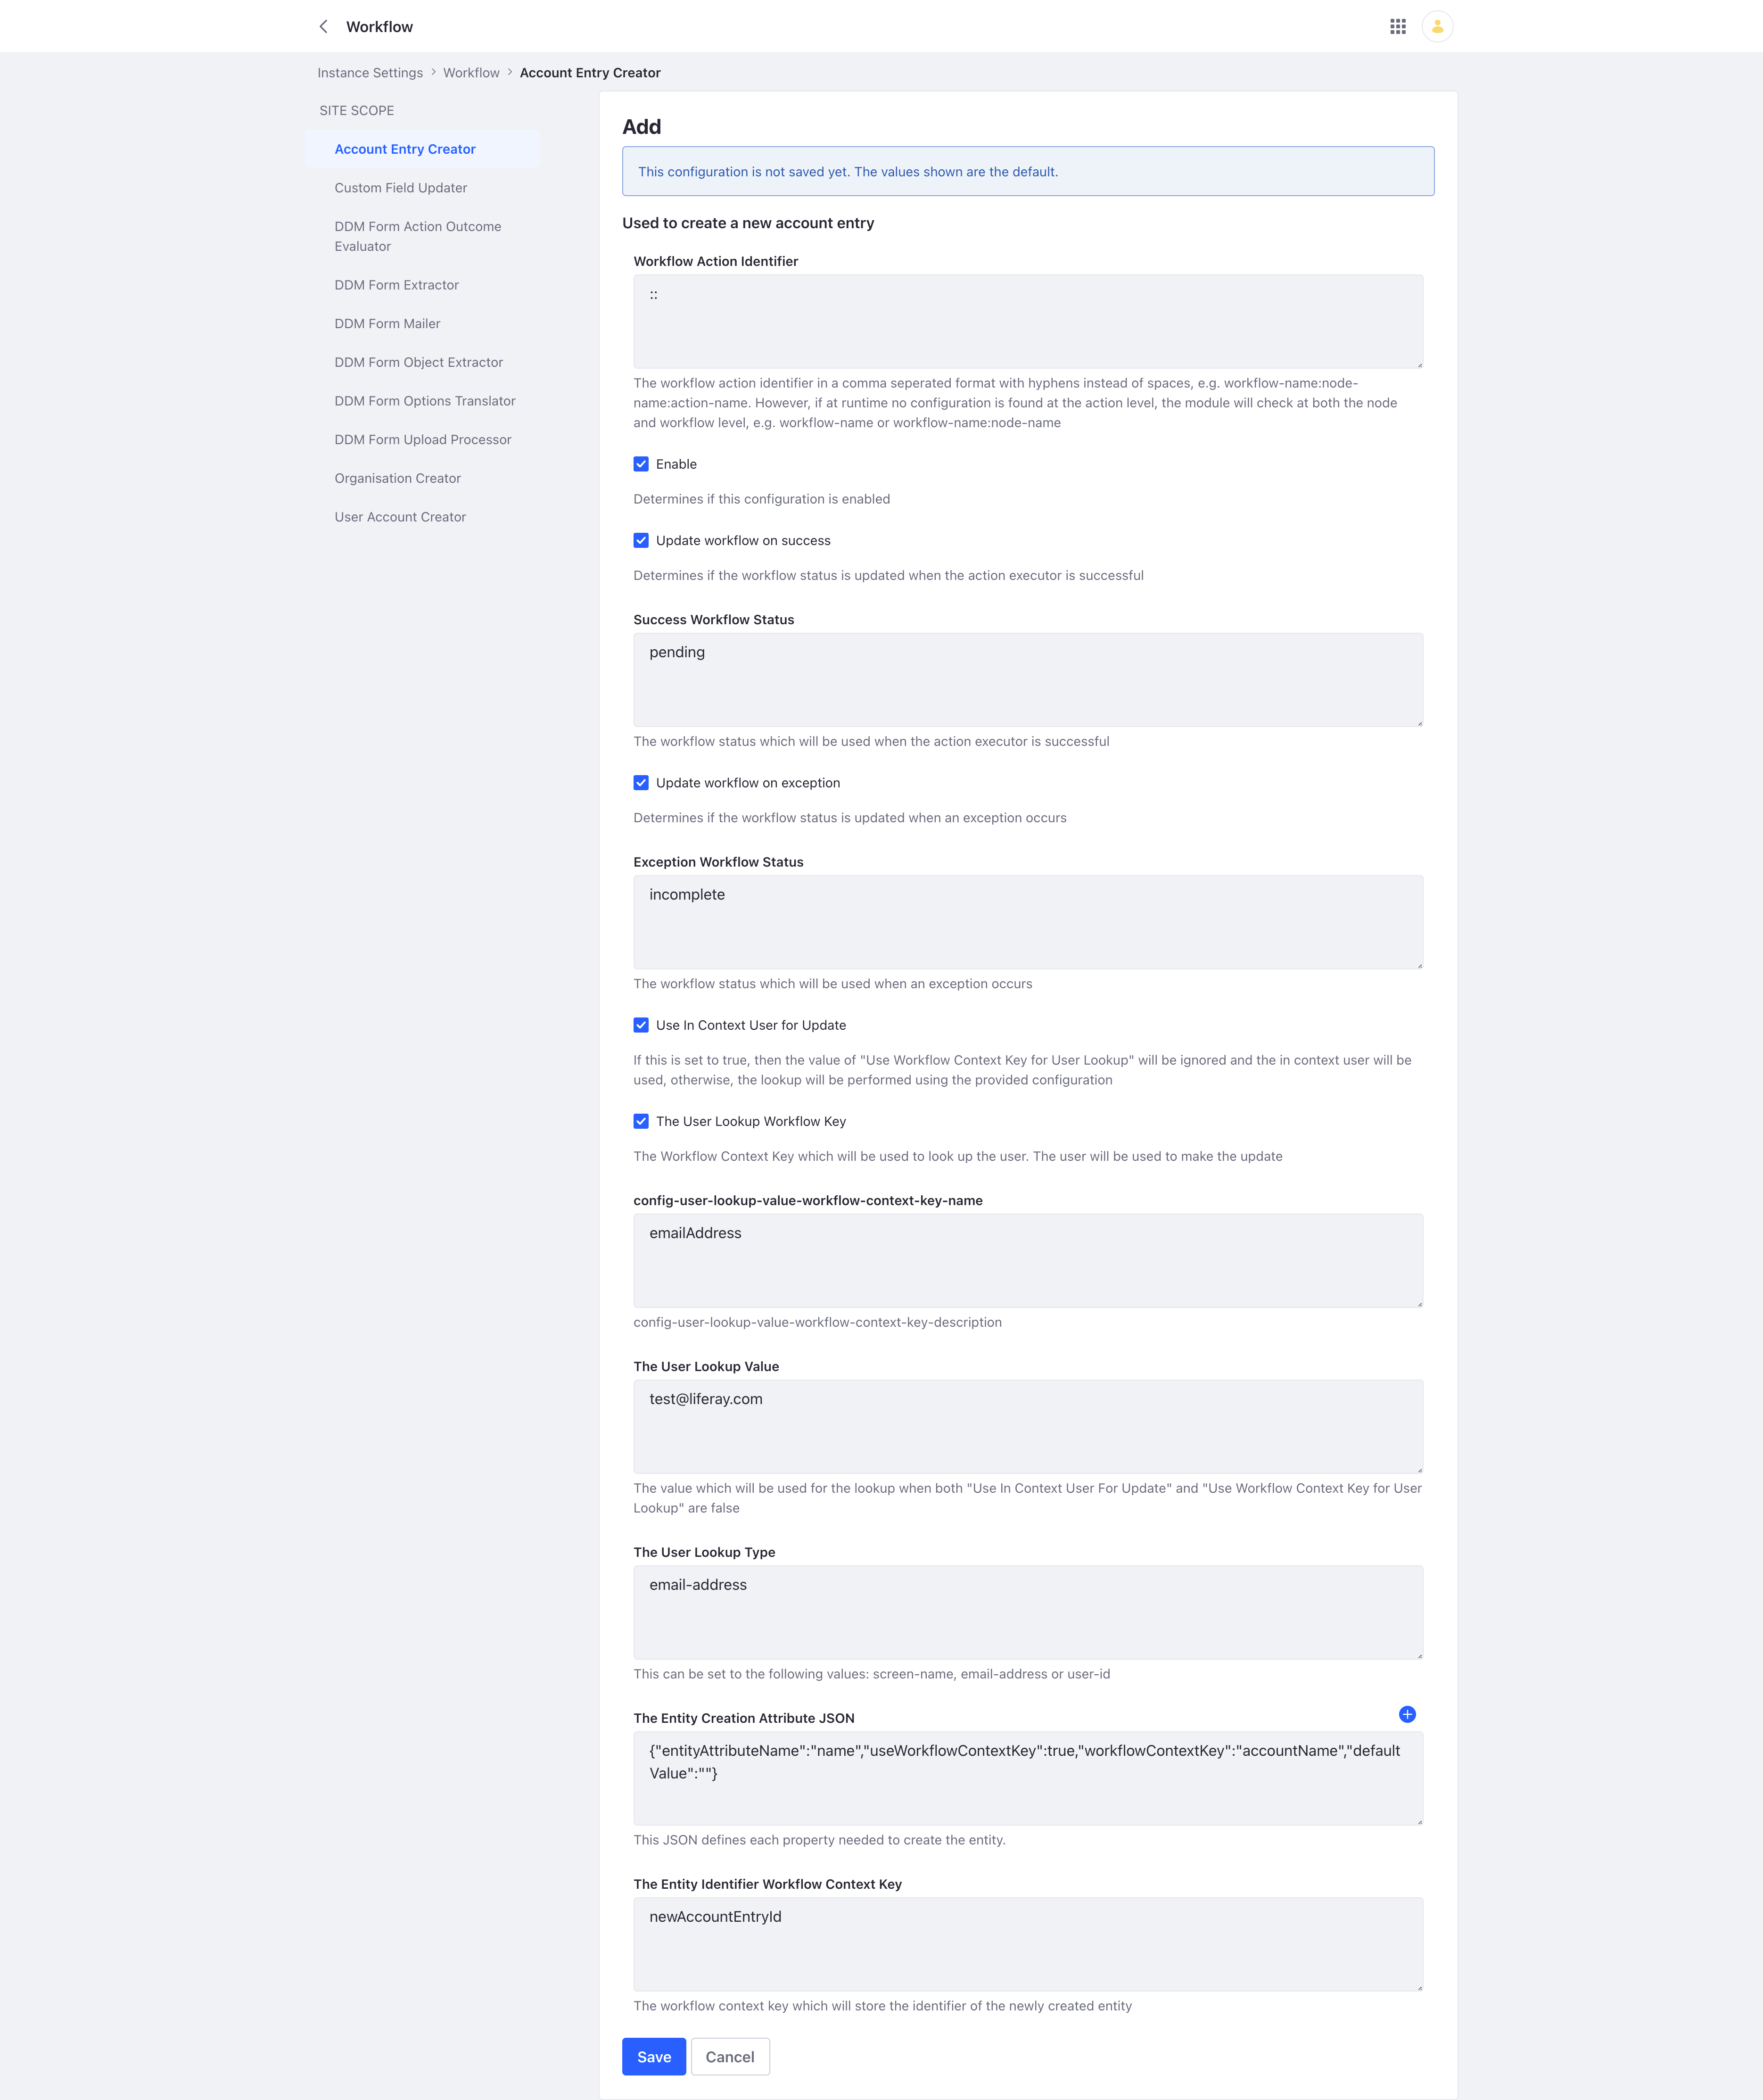 Workflow
Instance Settings > Workflow > Account Entry Creator
SITE SCOPE
Account Entry Creator
Custom Field Updater
DDM Form Action Outcome
Evaluator
DDM Form Extractor
DDM Form Mailer
DDM Form Object Extractor
DDM Form Options Translator
DDM Form Upload Processor
Organisation Creator
User Account Creator
Add
This configuration is not saved yet. The values shown are the default.
Used to create a new account entry
Workflow Action Identifier
::
The workflow action identifier in a comma seperated format with hyphens instead of spaces, e.g. workflow-name:node-
name:action-name. However, if at runtime no configuration is found at the action level, the module will check at both the node
and workflow level, e.g. workflow-name or workflow-name:node-name
Enable
Determines if this configuration is enabled
Update workflow on success
Determines if the workflow status is updated when the action executor is successful
Success Workflow Status
pending
The workflow status which will be used when the action executor is successful
Update workflow on exception
Determines if the workflow status is updated when an exception occurs
Exception Workflow Status
incomplete
The workflow status which will be used when an exception occurs
Use In Context User for Update
If this is set to true, then the value of "Use Workflow Context Key for User Lookup" will be ignored and the in context user will be
used, otherwise, the lookup will be performed using the provided configuration
The User Lookup Workflow Key
The Workflow Context Key which will be used to look up the user. The user will be used to make the update
config-user-lookup-value-workflow-context-key-name
emailAddress
config-user-lookup-value-workflow-context-key-description
The User Lookup Value
test@liferay.com
The value which will be used for the lookup when both "Use In Context User For Update" and "Use Workflow Context Key for User
Lookup" are false
The User Lookup Type
email-address
This can be set to the following values: screen-name, email-address or user-id
The Entity Creation Attribute JSON
{"entityAttributeName":"name","useWorkflowContextKey":true,"workflowContextKey":"accountName","default
Value":""}
This JSON defines each property needed to create the entity.
The Entity Identifier Workflow Context Key
newAccountEntryId
The workflow context key which will store the identifier of the newly created entity
Save Cancel